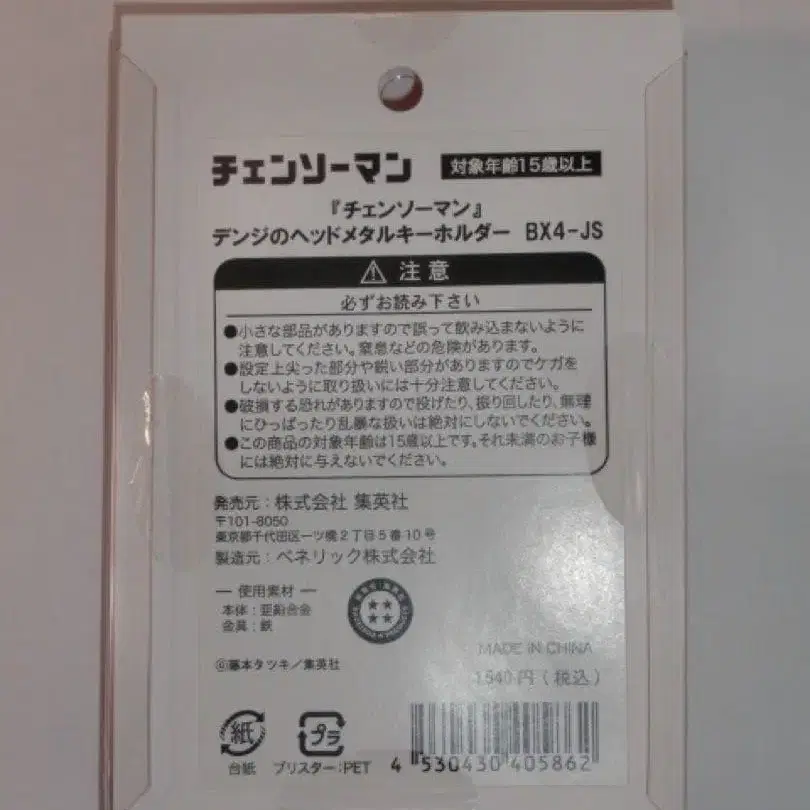 チェンソーマン 対象年齢15歳以上
『チェンソーマン』
デンジのヘッドメタルキーホルダー BX4-JS
注意
必ずお読み下さい
●小さな部品がありますので誤って飲み込まないように
注意してください。窒息などの危険があります。
●設定上尖った部分や鋭い部分がありますのでケガを
しないように取り扱いには十分注意してください。
●破損する恐れがありますので投げたり、振り回したり、無理
にひっぱったり乱暴な扱いは絶対にしないでください。
●この商品の対象年齢は15歳以上です。それ未満のお子様
には絶対に与えないでください。
発売元：株式会社 集英社
〒101-8050
東京都千代田区一ツ橋2丁目5番10号
製造元：ベネリック株式会社
― 使用素材 ―
本体：亜鉛合金
金具：鉄
MADE IN CHINA
©藤本タツキ／集英社
1,540円（税込）
紙 プラ
台紙 ブリスター：PET
4 530430 405862